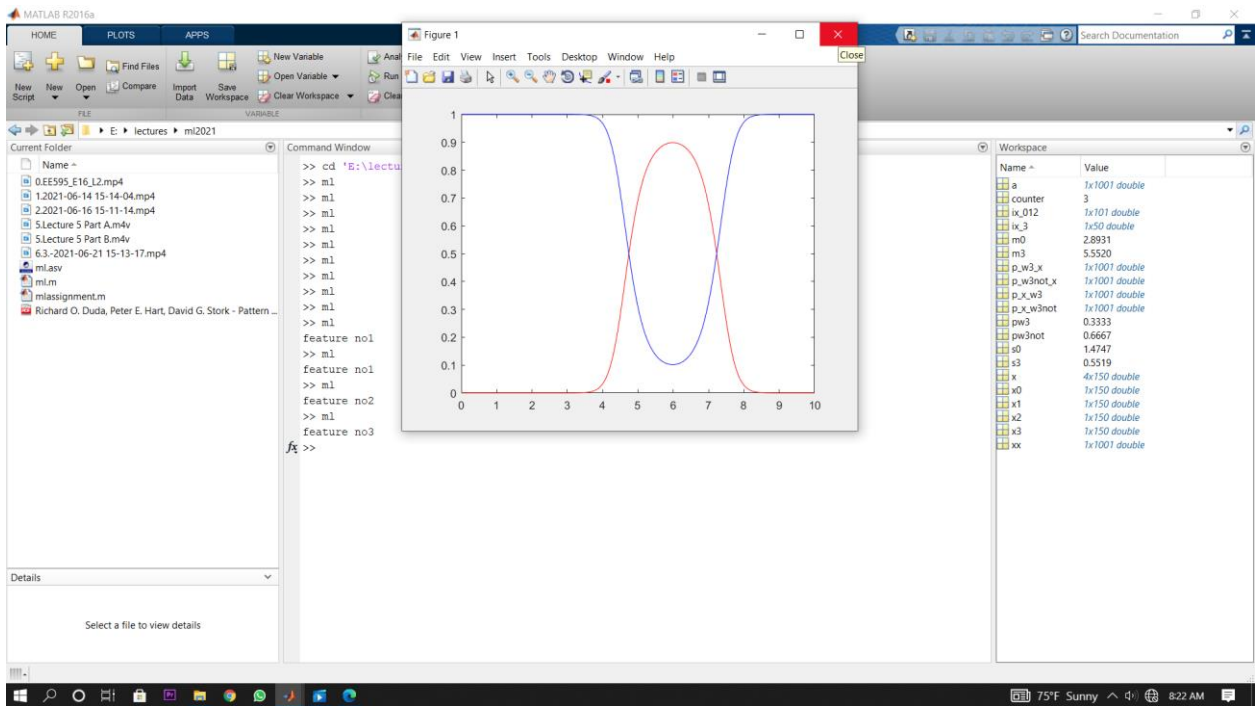 MATLAB R2016a
HOME PLOTS APPS
Search Documentation
New Script
New
Open
Find Files
Compare
Import Data
Save Workspace
New Variable
Open Variable
Clear Workspace
Run
FILE
VARIABLE
E: lectures ml2021
Current Folder
Name
0.EE595_E16_L2.mp4
1.2021-06-14 15-14-04.mp4
2.2021-06-16 15-11-14.mp4
5.Lecture 5 Part A.m4v
5.Lecture 5 Part B.m4v
6.3.-2021-06-21 15-13-17.mp4
ml.asv
ml.m
mlassignment.m
Richard O. Duda, Peter E. Hart, David G. Stork - Pattern ...
Details
Select a file to view details
Command Window
>> cd 'E:\lectu
>> ml
>> ml
>> ml
>> ml
>> ml
>> ml
>> ml
>> ml
>> ml
>> ml
feature no1
>> ml
feature no1
>> ml
feature no2
>> ml
feature no3
fx >>
Figure 1
Close
File Edit View Insert Tools Desktop Window Help
1
0.9
0.8
0.7
0.6
0.5
0.4
0.3
0.2
0.1
0
0 1 2 3 4 5 6 7 8 9 10
Workspace
Name Value
a 1x1001 double
counter 3
ix_012 1x101 double
ix_3 1x50 double
m0 2.8931
m3 5.5520
p_w3_x 1x1001 double
p_w3not_x 1x1001 double
p_x_w3 1x1001 double
p_x_w3not 1x1001 double
pw3 0.3333
pw3not 0.6667
s0 1.4747
s3 0.5519
x 4x150 double
x0 1x150 double
x1 1x150 double
x2 1x150 double
x3 1x150 double
xx 1x1001 double
75°F Sunny 8:22 AM